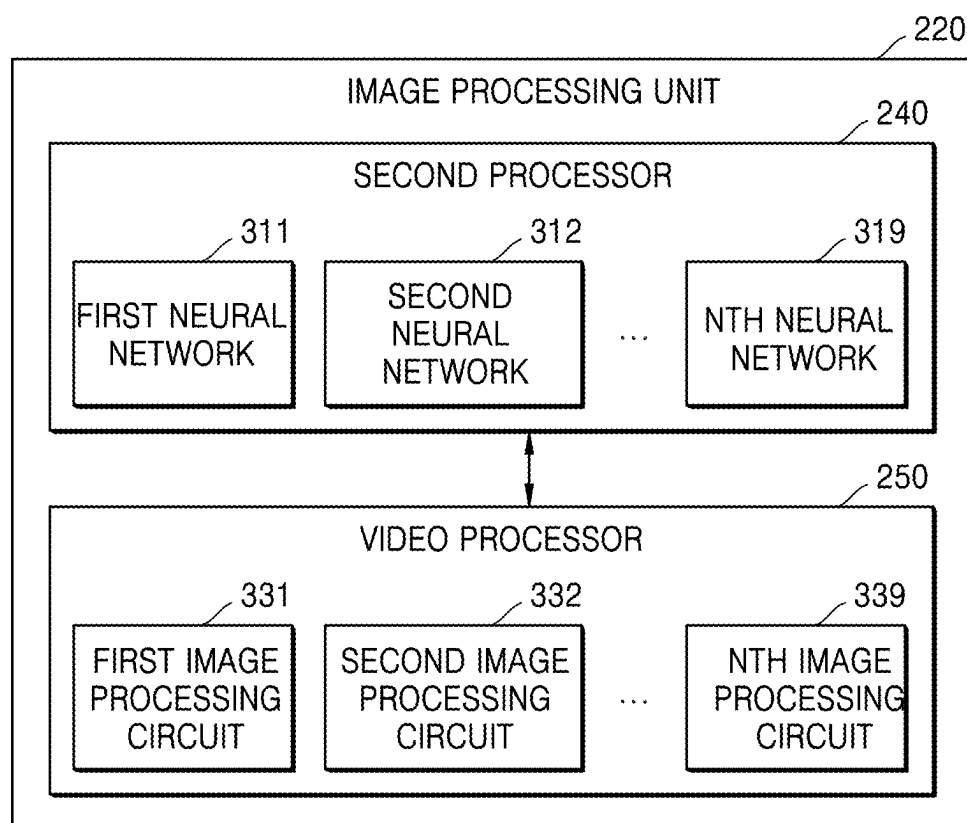 220
IMAGE PROCESSING UNIT
240
SECOND PROCESSOR
311
312
319
FIRST NEURAL
NETWORK
SECOND
NEURAL
NETWORK
...
NTH NEURAL
NETWORK
250
VIDEO PROCESSOR
331
332
339
FIRST IMAGE
PROCESSING
CIRCUIT
SECOND IMAGE
PROCESSING
CIRCUIT
...
NTH IMAGE
PROCESSING
CIRCUIT